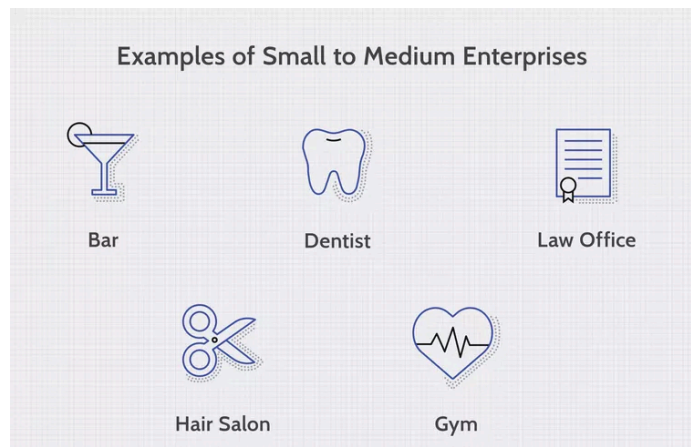 Examples of Small to Medium Enterprises
Bar
Dentist
Law Office
Hair Salon
Gym